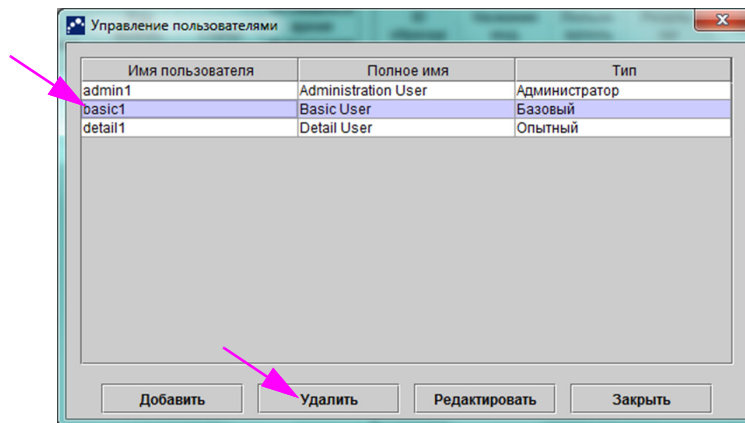 Управление пользователями
Имя пользователя Полное имя Тип
admin1 Administration User Администратор
basic1 Basic User Базовый
detail1 Detail User Опытный
Добавить Удалить Редактировать Закрыть